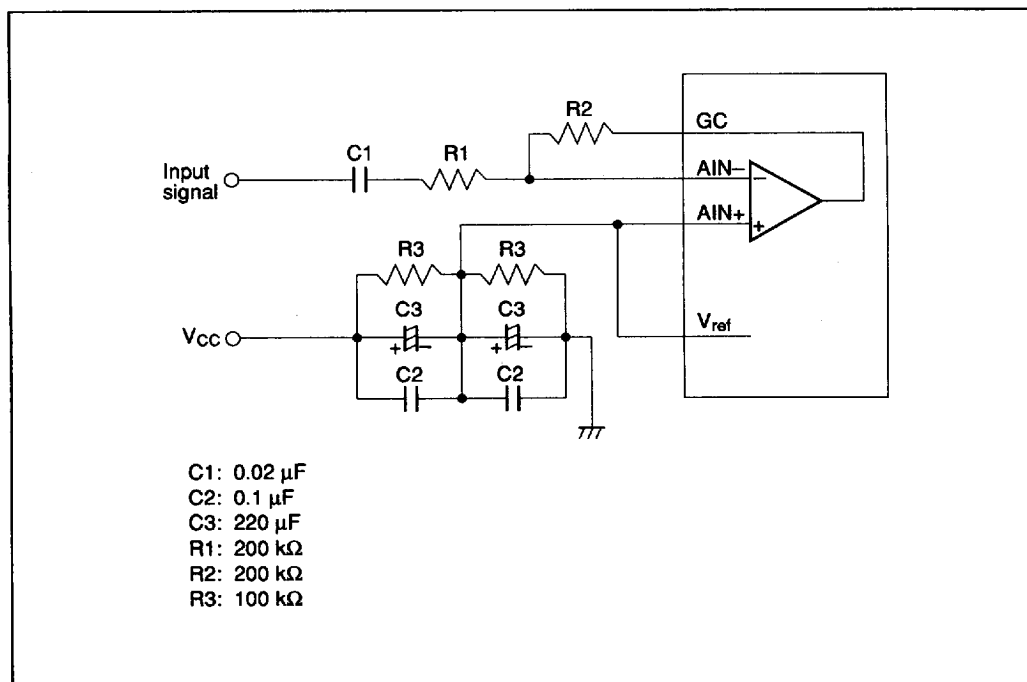 R2
GC
C1
R1
Input
signal
AIN−
−
AIN+
+
R3
R3
C3
C3
VCC
+
−
+
−
Vref
C2
C2
C1: 0.02 μF
C2: 0.1 μF
C3: 220 μF
R1: 200 kΩ
R2: 200 kΩ
R3: 100 kΩ